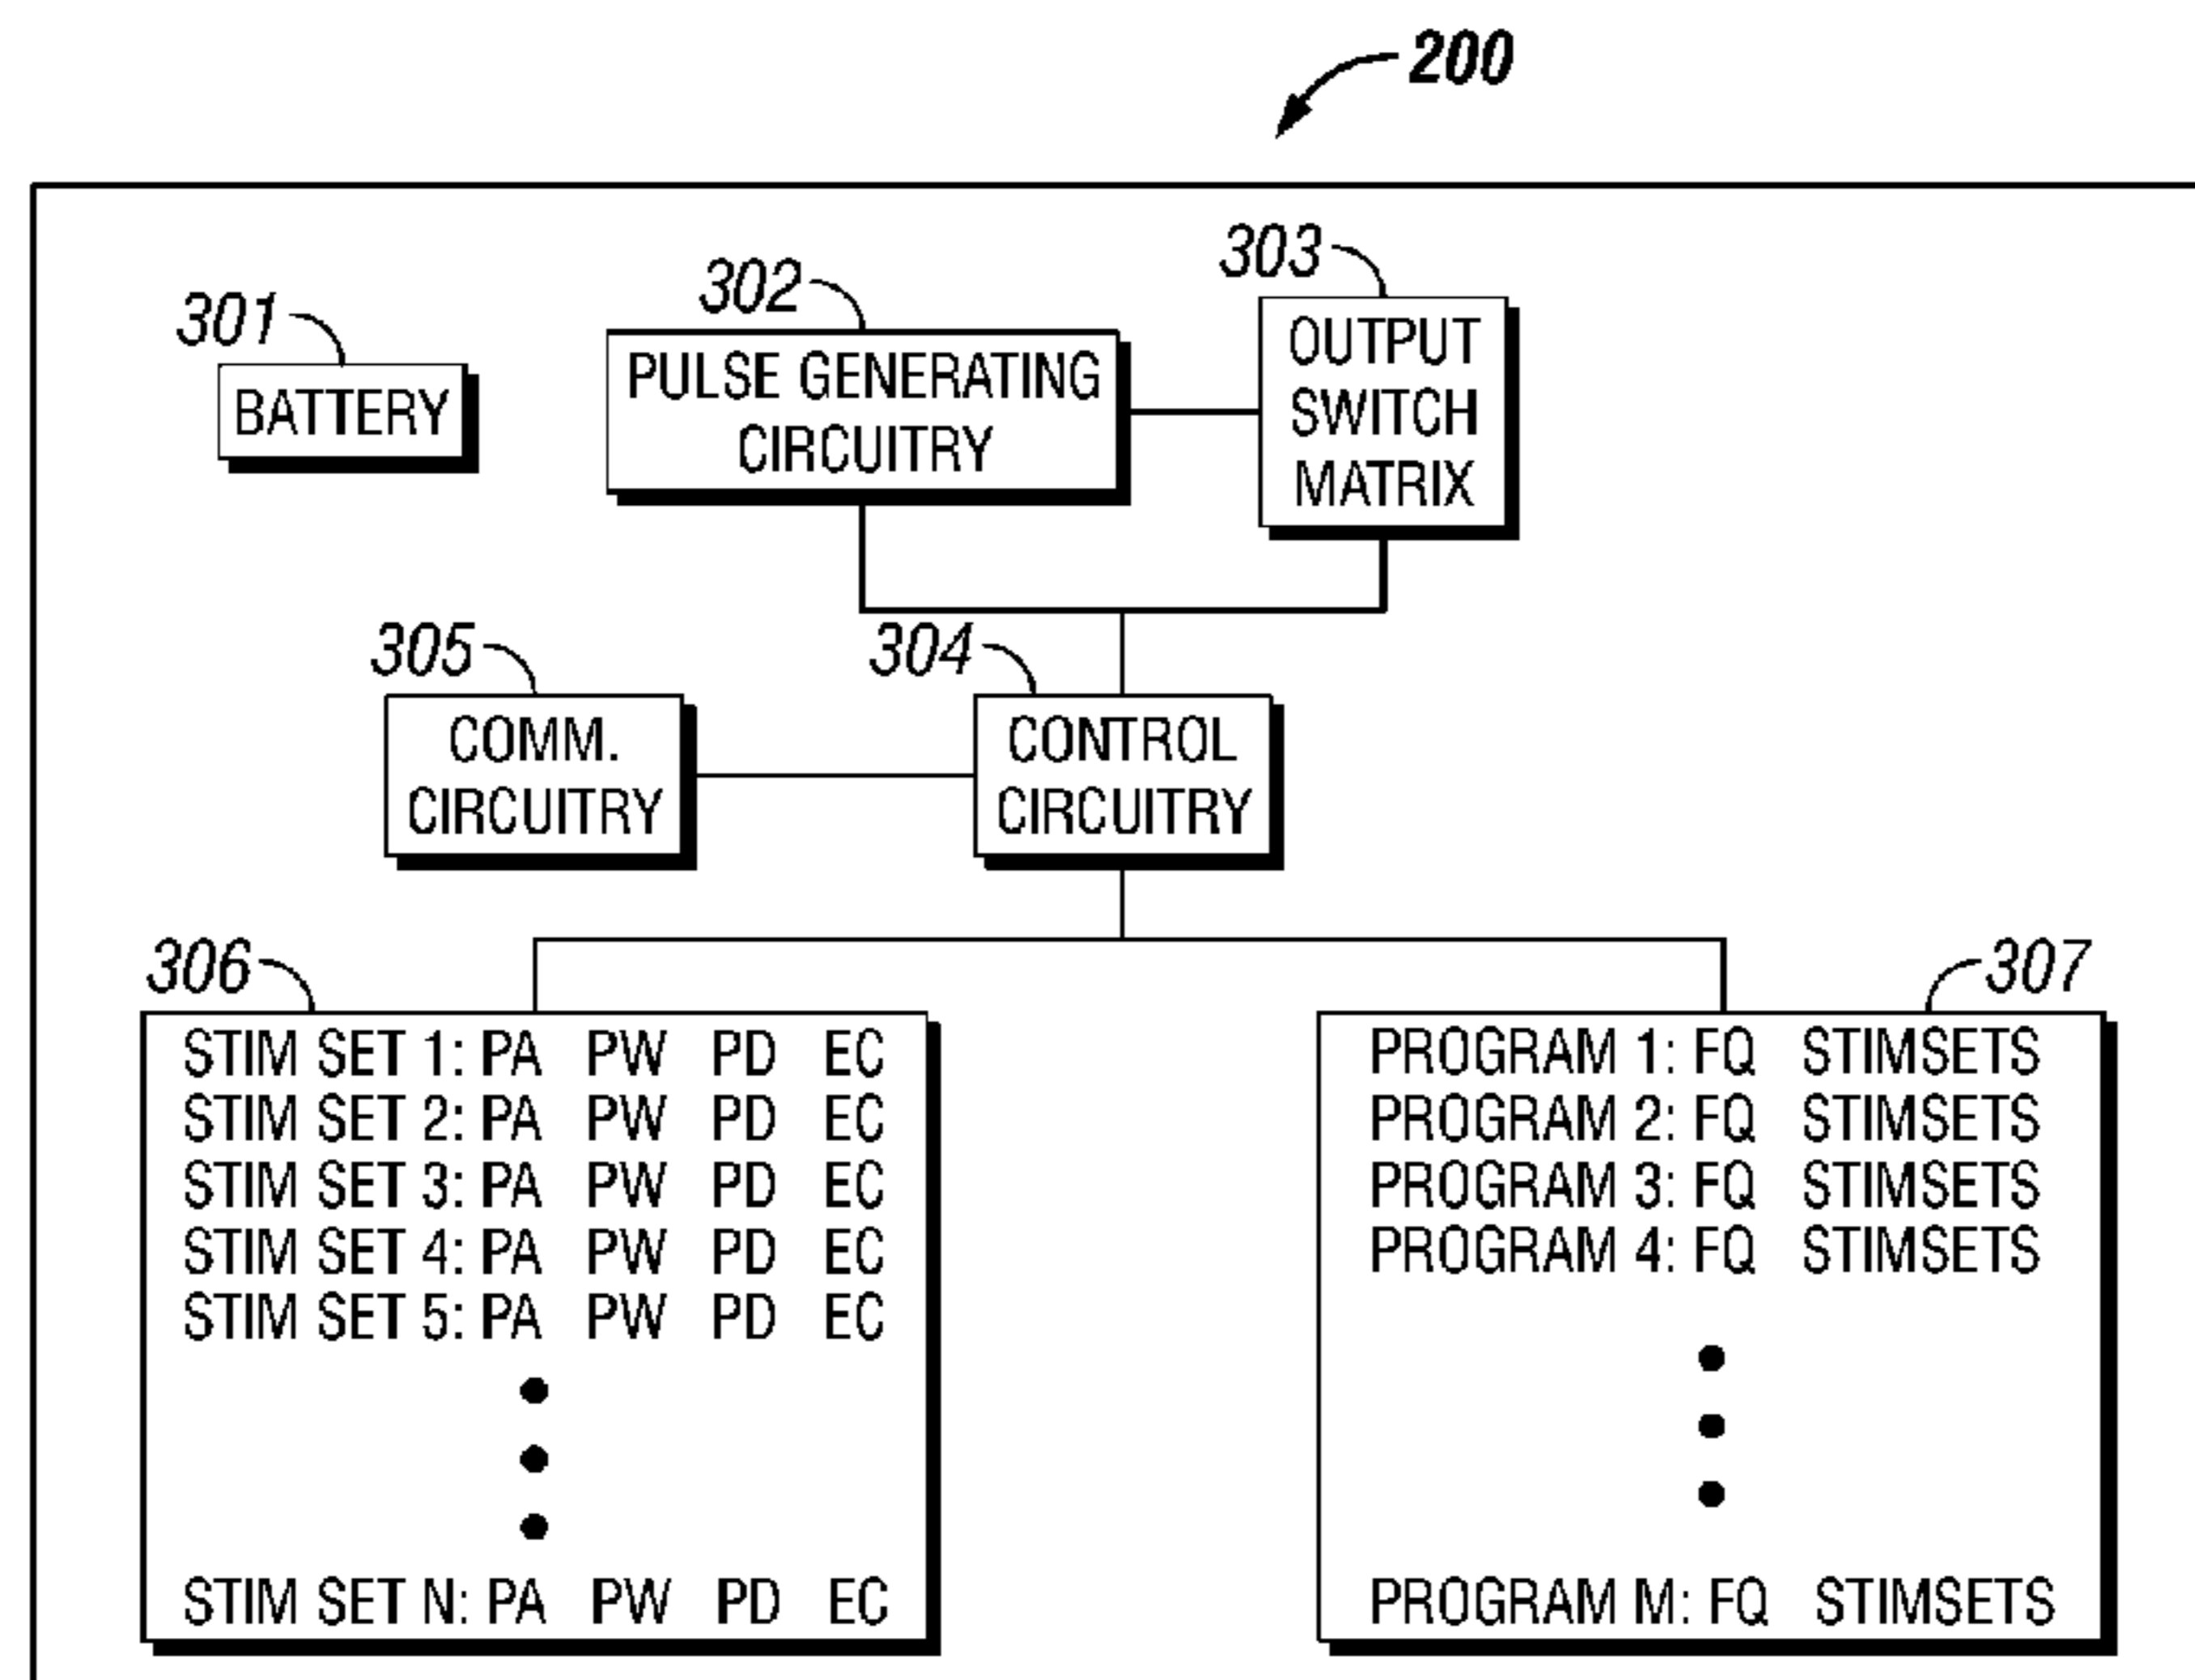 200
301
BATTERY
302
PULSE GENERATING
CIRCUITRY
303
OUTPUT
SWITCH
MATRIX
305
COMM.
CIRCUITRY
304
CONTROL
CIRCUITRY
306
STIM SET 1: PA PW PD EC
STIM SET 2: PA PW PD EC
STIM SET 3: PA PW PD EC
STIM SET 4: PA PW PD EC
STIM SET 5: PA PW PD EC
STIM SET N: PA PW PD EC
307
PROGRAM 1: FQ STIMSETS
PROGRAM 2: FQ STIMSETS
PROGRAM 3: FQ STIMSETS
PROGRAM 4: FQ STIMSETS
PROGRAM M: FQ STIMSETS